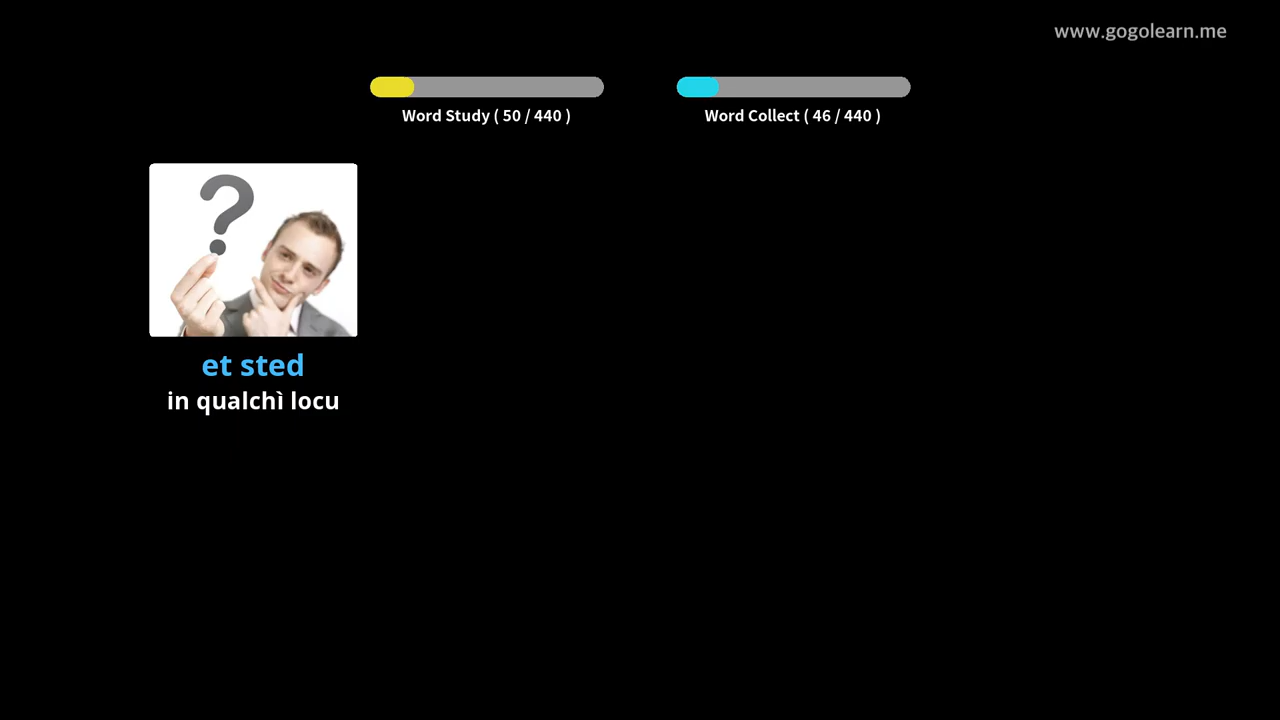 www.gogolearn.me
Word Study ( 50 / 440 )
Word Collect ( 46 / 440 )
?
et sted
in qualchì locu